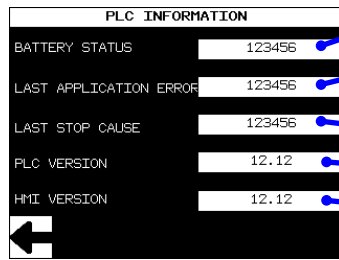 PLC INFORMATION
BATTERY STATUS 123456
LAST APPLICATION ERROR 123456
LAST STOP CAUSE 123456
PLC VERSION 12.12
HMI VERSION 12.12